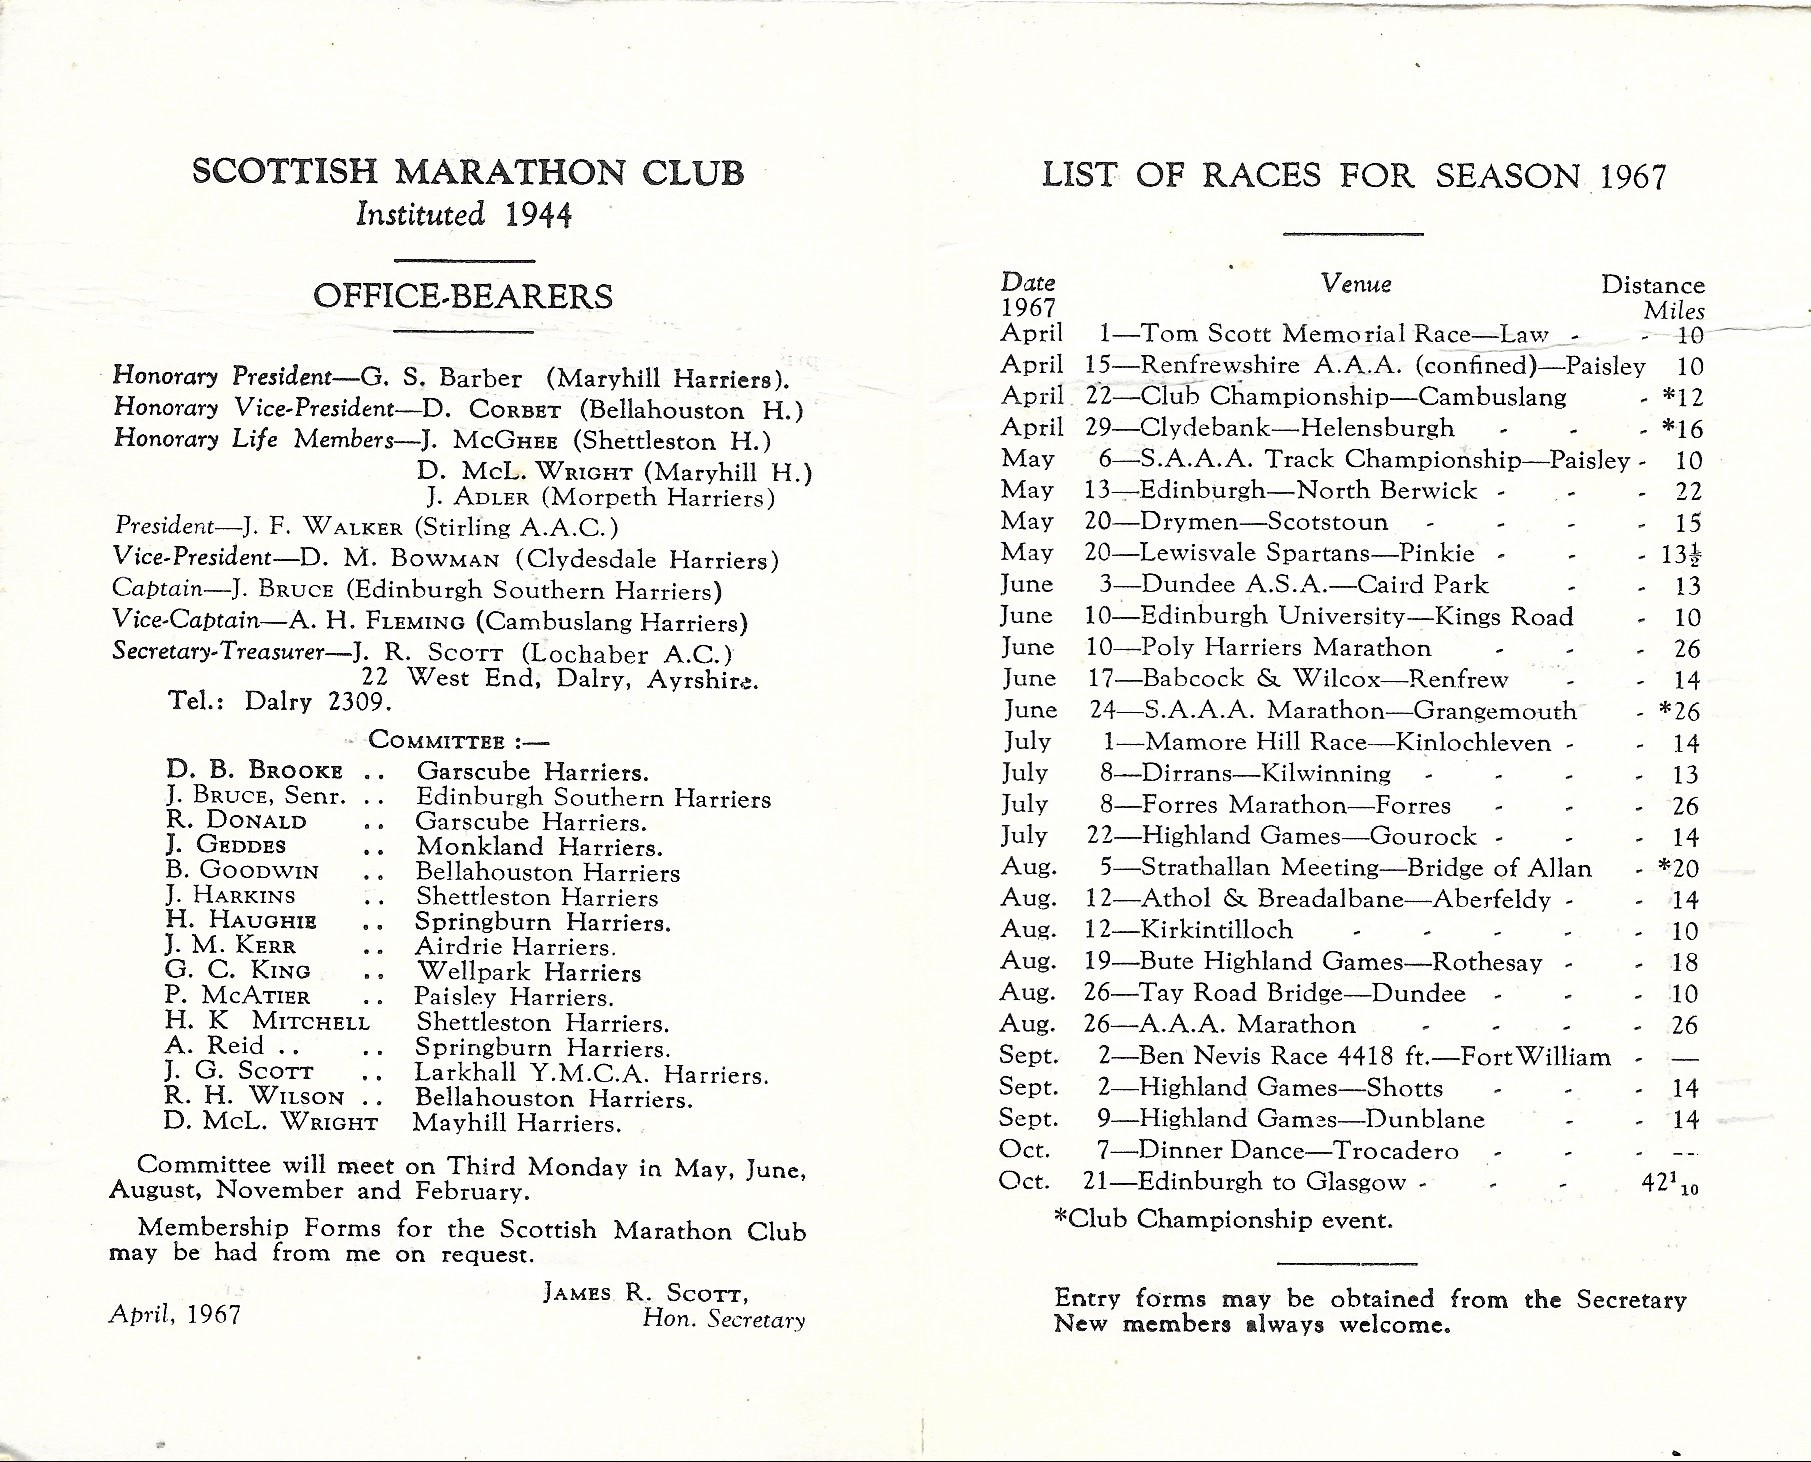 SCOTTISH MARATHON CLUB
Instituted 1944
OFFICE-BEARERS
Honorary President—G. S. Barber (Maryhill Harriers).
Honorary Vice-President—D. CORBET (Bellahouston H.)
Honorary Life Members—J. MCGHEE (Shettleston H.)
D. MCL. WRIGHT (Maryhill H.)
J. ADLER (Morpeth Harriers)
President—J. F. WALKER (Stirling A.A.C.)
Vice-President—D. M. BOWMAN (Clydesdale Harriers)
Captain—J. BRUCE (Edinburgh Southern Harriers)
Vice-Captain—A. H. FLEMING (Cambuslang Harriers)
Secretary-Treasurer—J. R. SCOTT (Lochaber A.C.)
22 West End, Dalry, Ayrshire.
Tel.: Dalry 2309.
COMMITTEE :—
D. B. BROOKE .. Garscube Harriers.
J. BRUCE, Senr. .. Edinburgh Southern Harriers
R. DONALD .. Garscube Harriers.
J. GEDDES .. Monkland Harriers.
B. GOODWIN .. Bellahouston Harriers
J. HARKINS .. Shettleston Harriers
H. HAUGHIE .. Springburn Harriers.
J. M. KERR .. Airdrie Harriers.
G. C. KING .. Wellpark Harriers
P. MCATIER .. Paisley Harriers.
H. K MITCHELL Shettleston Harriers.
A. Reid .. .. Springburn Harriers.
J. G. SCOTT .. Larkhall Y.M.C.A. Harriers.
R. H. WILSON .. Bellahouston Harriers.
D. MCL. WRIGHT Mayhill Harriers.
Committee will meet on Third Monday in May, June,
August, November and February.
Membership Forms for the Scottish Marathon Club
may be had from me on request.
JAMES R. SCOTT,
April, 1967 Hon. Secretary
LIST OF RACES FOR SEASON 1967
Date Venue Distance
1967 Miles
April 1—Tom Scott Memorial Race—Law - - 10
April 15—Renfrewshire A.A.A. (confined)—Paisley 10
April 22—Club Championship—Cambuslang - *12
April 29—Clydebank—Helensburgh - - - *16
May 6—S.A.A.A. Track Championship—Paisley - 10
May 13—Edinburgh—North Berwick - - - 22
May 20—Drymen—Scotstoun - - - - 15
May 20—Lewisvale Spartans—Pinkie - - - 13½
June 3—Dundee A.S.A.—Caird Park - - 13
June 10—Edinburgh University—Kings Road - 10
June 10—Poly Harriers Marathon - - - 26
June 17—Babcock & Wilcox—Renfrew - - 14
June 24—S.A.A.A. Marathon—Grangemouth - *26
July 1—Mamore Hill Race—Kinlochleven - - 14
July 8—Dirrans—Kilwinning - - - - 13
July 8—Forres Marathon—Forres - - - 26
July 22—Highland Games—Gourock - - - 14
Aug. 5—Strathallan Meeting—Bridge of Allan - *20
Aug. 12—Athol & Breadalbane—Aberfeldy - - 14
Aug. 12—Kirkintilloch - - - - - 10
Aug. 19—Bute Highland Games—Rothesay - - 18
Aug. 26—Tay Road Bridge—Dundee - - - 10
Aug. 26—A.A.A. Marathon - - - - 26
Sept. 2—Ben Nevis Race 4418 ft.—Fort William - —
Sept. 2—Highland Games—Shotts - - - 14
Sept. 9—Highland Games—Dunblane - - 14
Oct. 7—Dinner Dance—Trocadero - - - --
Oct. 21—Edinburgh to Glasgow - - - 42¹₁₀
*Club Championship event.
Entry forms may be obtained from the Secretary
New members always welcome.